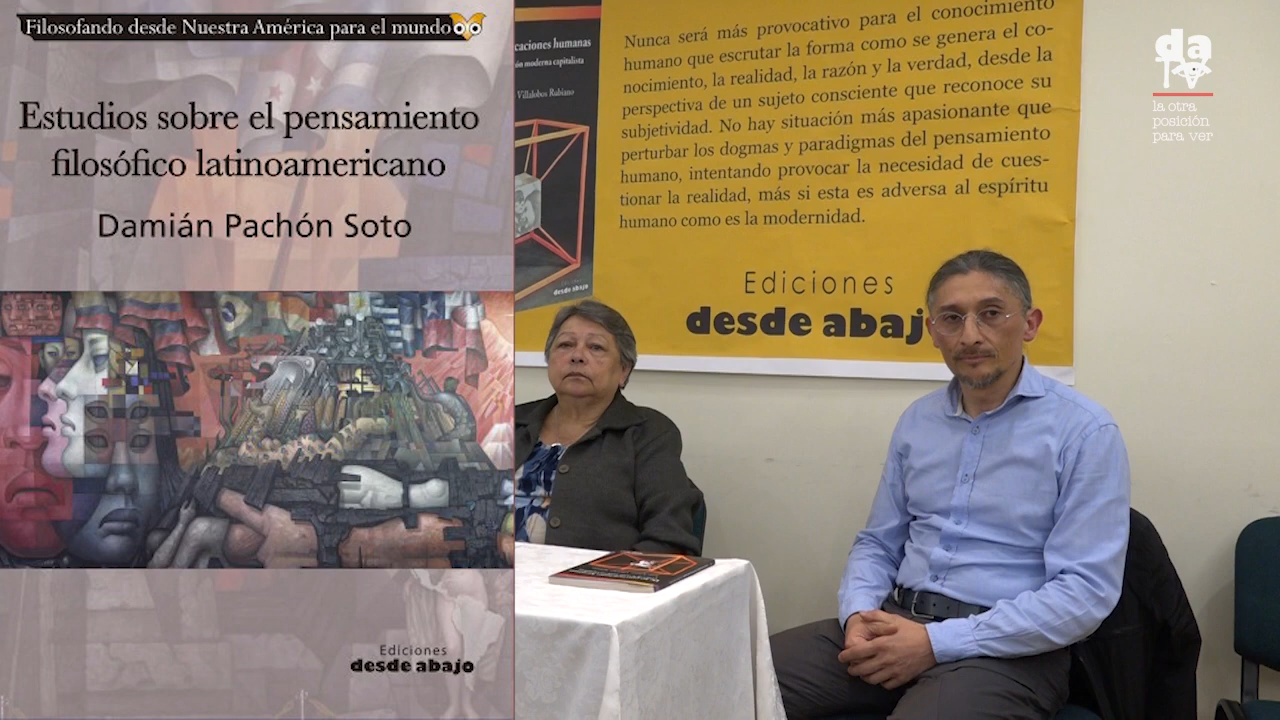 Filosofando desde Nuestra América para el mundo
Estudios sobre el pensamiento
filosófico latinoamericano
Damián Pachón Soto
Ediciones
desde abajo
caciones humanas
ón moderna capitalista
Villalobos Rubiano
desde abajo
Nunca será más provocativo para el conocimiento
humano que escrutar la forma como se genera el co-
nocimiento, la realidad, la razón y la verdad, desde la
perspectiva de un sujeto consciente que reconoce su
subjetividad. No hay situación más apasionante que
perturbar los dogmas y paradigmas del pensamiento
humano, intentando provocar la necesidad de cues-
tionar la realidad, más si esta es adversa al espíritu
humano como es la modernidad.
Ediciones
desde abajo
la otra
posición
para ver